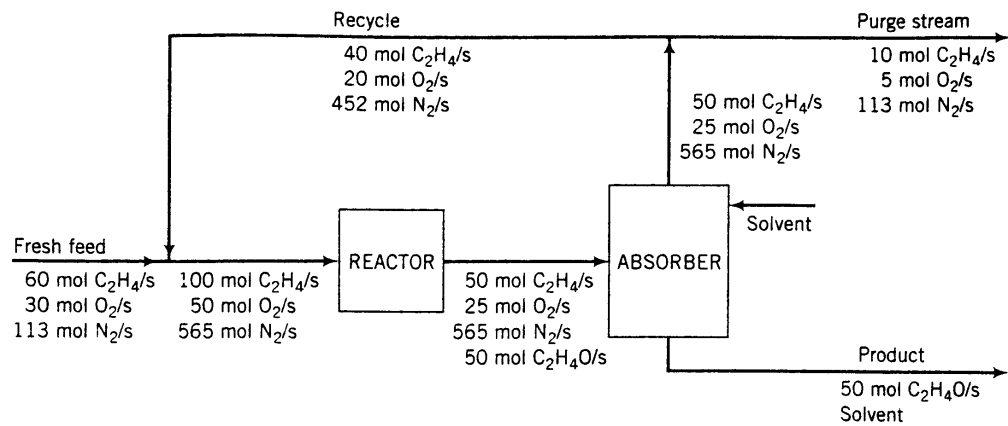 Recycle
40 mol C₂H₄/s
20 mol O₂/s
452 mol N₂/s
Purge stream
10 mol C₂H₄/s
5 mol O₂/s
113 mol N₂/s
50 mol C₂H₄/s
25 mol O₂/s
565 mol N₂/s
Solvent
Fresh feed
60 mol C₂H₄/s
30 mol O₂/s
113 mol N₂/s
100 mol C₂H₄/s
50 mol O₂/s
565 mol N₂/s
REACTOR
50 mol C₂H₄/s
25 mol O₂/s
565 mol N₂/s
50 mol C₂H₄O/s
ABSORBER
Product
50 mol C₂H₄O/s
Solvent